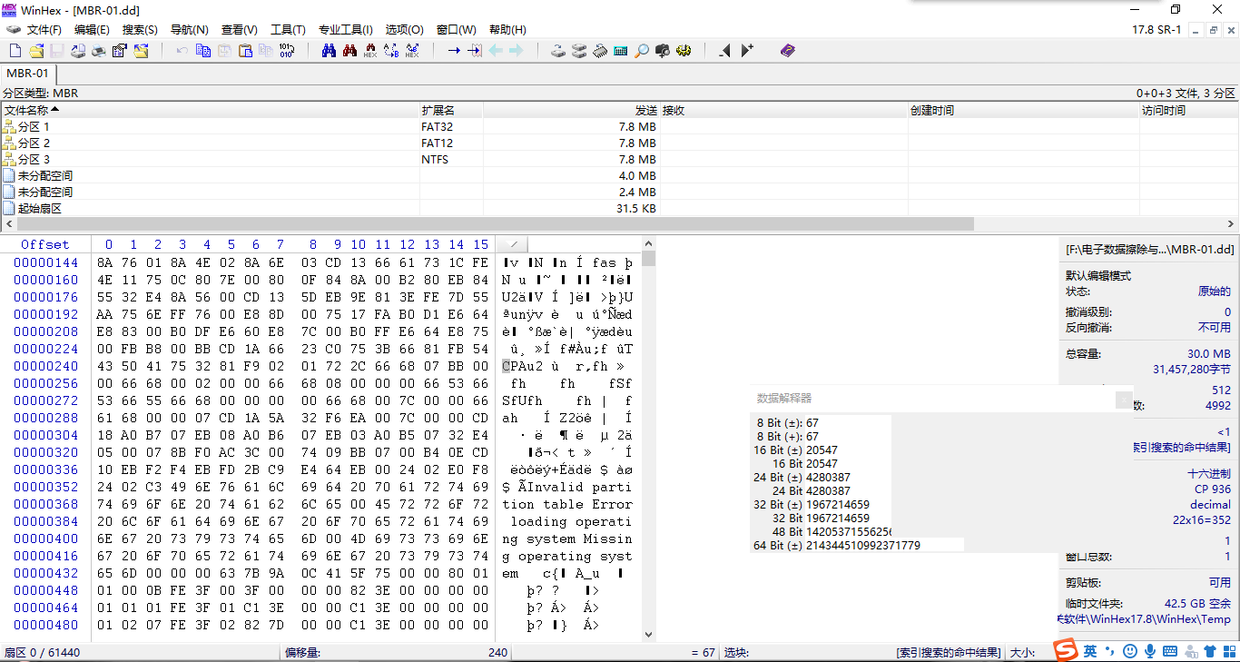 WinHex - [MBR-01.dd]
文件(F) 编辑(E) 搜索(S) 导航(N) 查看(V) 工具(T) 专业工具(I) 选项(O) 窗口(W) 帮助(H) 17.8 SR-1
MBR-01
分区类型: MBR 0+0+3 文件, 3 分区
文件名称 扩展名 发送 接收 创建时间 访问时间
分区 1 FAT32 7.8 MB
分区 2 FAT12 7.8 MB
分区 3 NTFS 7.8 MB
未分配空间 4.0 MB
未分配空间 2.4 MB
起始扇区 31.5 KB
Offset 0 1 2 3 4 5 6 7 8 9 10 11 12 13 14 15
00000144 8A 76 01 8A 4E 02 8A 6E 03 CD 13 66 61 73 1C FE
00000160 4E 11 75 0C 80 7E 00 80 0F 84 8A 00 B2 80 EB 84
00000176 55 32 E4 8A 56 00 CD 13 5D EB 9E 81 3E FE 7D 55
00000192 AA 75 6E FF 76 00 E8 8D 00 75 17 FA B0 D1 E6 64
00000208 E8 83 00 B0 DF E6 60 E8 7C 00 B0 FF E6 64 E8 75
00000224 00 FB B8 00 BB CD 1A 66 23 C0 75 3B 66 81 FB 54
00000240 43 50 41 75 32 81 F9 02 01 72 2C 66 68 07 BB 00
00000256 00 66 68 00 02 00 00 66 68 08 00 00 00 66 53 66
00000272 53 66 55 66 68 00 00 00 00 66 68 00 7C 00 00 66
00000288 61 68 00 00 07 CD 1A 5A 32 F6 EA 00 7C 00 00 CD
00000304 18 A0 B7 07 EB 08 A0 B6 07 EB 03 A0 B5 07 32 E4
00000320 05 00 07 8B F0 AC 3C 00 74 09 BB 07 00 B4 0E CD
00000336 10 EB F2 F4 EB FD 2B C9 E4 64 EB 00 24 02 E0 F8
00000352 24 02 C3 49 6E 76 61 6C 69 64 20 70 61 72 74 69 $ ÃInvalid parti
00000368 74 69 6F 6E 20 74 61 62 6C 65 00 45 72 72 6F 72 tion table Error
00000384 20 6C 6F 61 64 69 6E 67 20 6F 70 65 72 61 74 69 loading operati
00000400 6E 67 20 73 79 73 74 65 6D 00 4D 69 73 73 69 6E ng system Missin
00000416 67 20 6F 70 65 72 61 74 69 6E 67 20 73 79 73 74 g operating syst
00000432 65 6D 00 00 00 63 7B 9A 0C 41 5F 75 00 00 80 01
00000448 01 00 0B FE 3F 00 3F 00 00 00 82 3E 00 00 00 00
00000464 01 01 01 FE 3F 01 C1 3E 00 00 C1 3E 00 00 00 00
00000480 01 02 07 FE 3F 02 82 7D 00 00 C1 3E 00 00 00 00
数据解释器
8 Bit (±): 67
8 Bit (+): 67
16 Bit (±) 20547
16 Bit 20547
24 Bit (±) 4280387
24 Bit 4280387
32 Bit (±) 1967214659
32 Bit 1967214659
48 Bit 1420537155625
64 Bit (±) 214344510992371779
[F:\电子数据擦除与...\MBR-01.dd]
默认编辑模式
状态: 原始的
撤消级别: 0
反向撤消: 不可用
总容量: 30.0 MB
31,457,280字节
512
数: 4992
<1
索引搜索的命中结果]
十六进制
CP 936
decimal
22x16=352
1
窗口总数: 1
剪贴板: 可用
临时文件夹: 42.5 GB 空余
软件\WinHex17.8\WinHex\Temp
扇区 0 / 61440 偏移量: 240 = 67 选块: [索引搜索的命中结果] 大小:
S 英